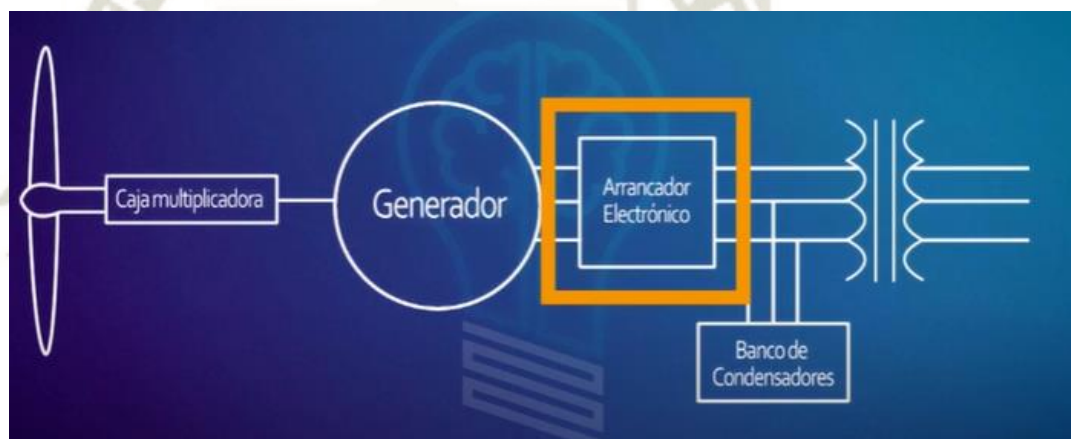 Caja multiplicadora
Generador
Arrancador
Electrónico
Banco de
Condensadores